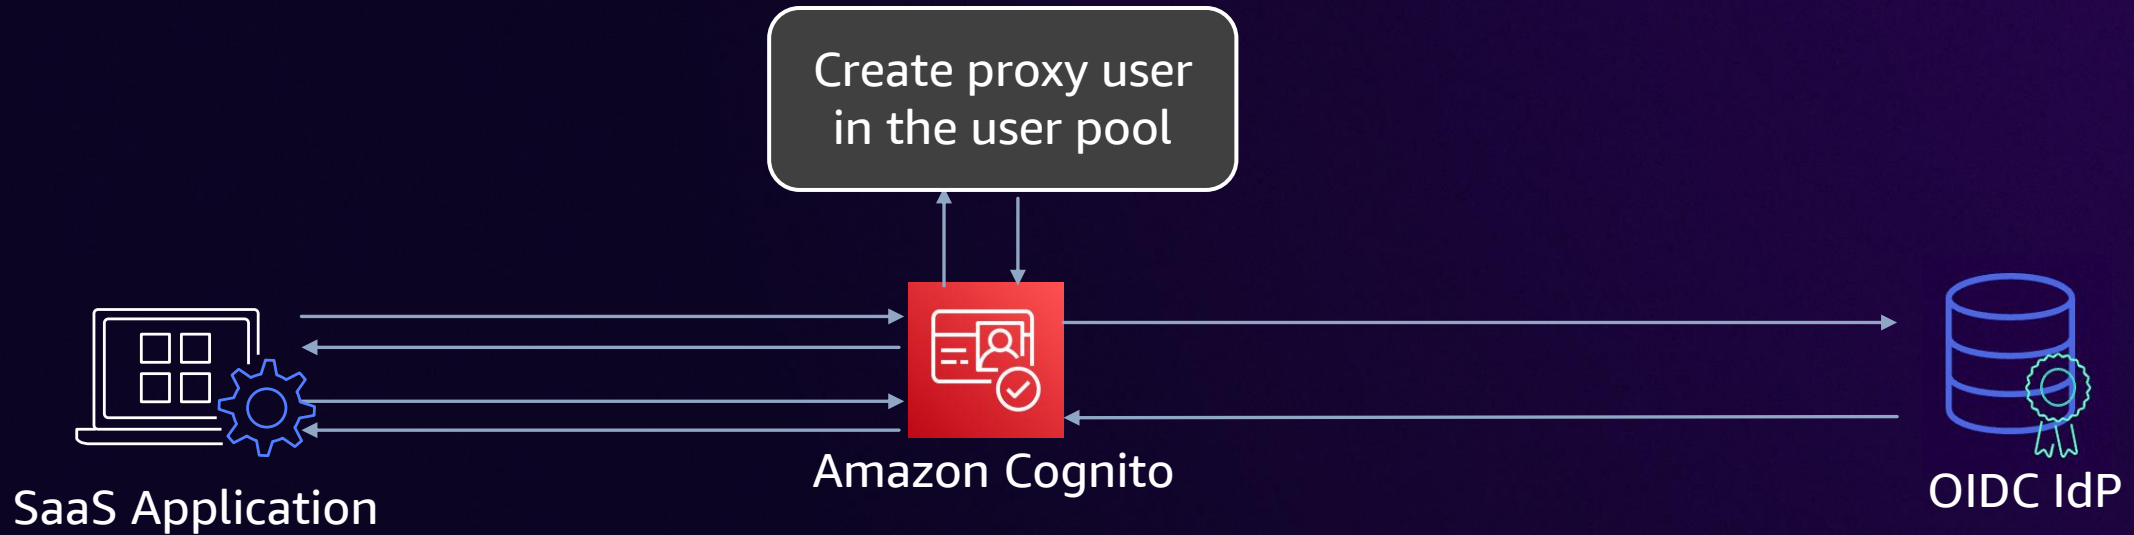 Create proxy user
in the user pool
Amazon Cognito
SaaS Application
OIDC IdP